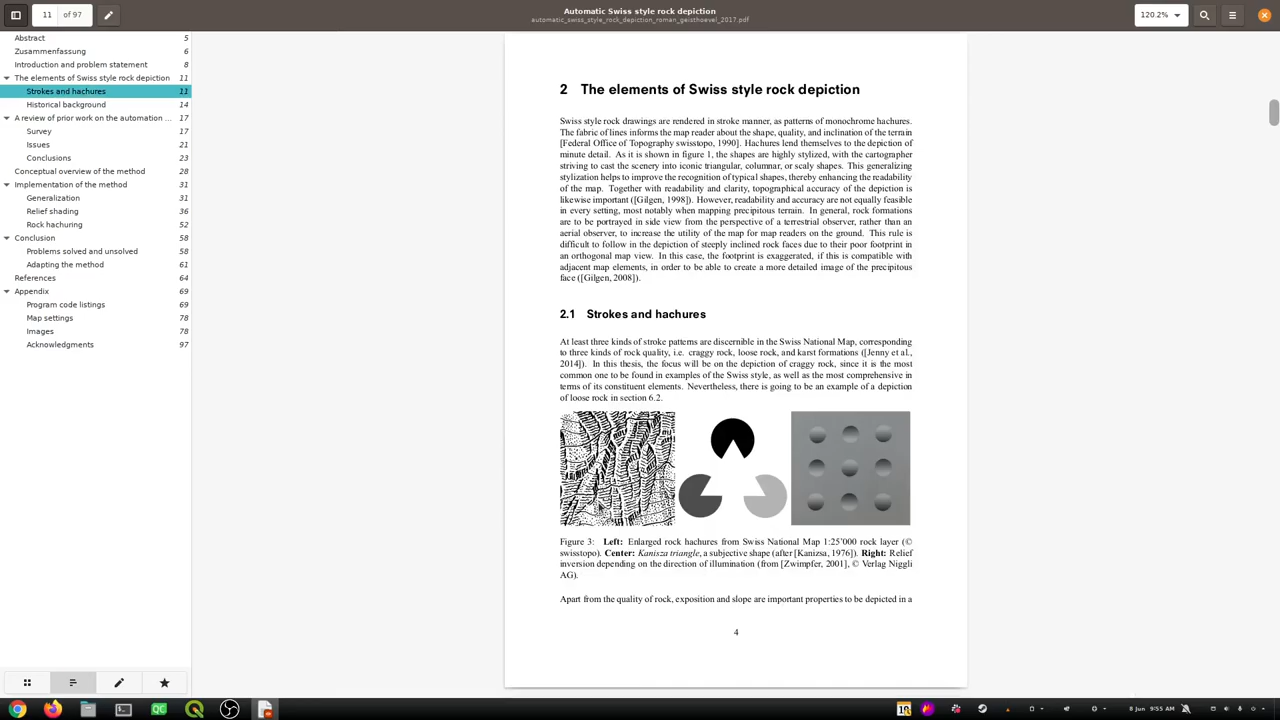 11
of 97
Automatic Swiss style rock depiction
automatic_swiss_style_rock_depiction_roman_geisthoevel_2017.pdf
120.2%
Abstract 5
Zusammenfassung 6
Introduction and problem statement 8
The elements of Swiss style rock depiction 11
Strokes and hachures 11
Historical background 14
A review of prior work on the automation ... 17
Survey 17
Issues 21
Conclusions 23
Conceptual overview of the method 28
Implementation of the method 31
Generalization 31
Relief shading 36
Rock hachuring 52
Conclusion 58
Problems solved and unsolved 58
Adapting the method 61
References 64
Appendix 69
Program code listings 69
Map settings 78
Images 78
Acknowledgments 97
2 The elements of Swiss style rock depiction
Swiss style rock drawings are rendered in stroke manner, as patterns of monochrome hachures.
The fabric of lines informs the map reader about the shape, quality, and inclination of the terrain
[Federal Office of Topography swisstopo, 1990]. Hachures lend themselves to the depiction of
minute detail. As it is shown in figure 1, the shapes are highly stylized, with the cartographer
striving to cast the scenery into iconic triangular, columnar, or scaly shapes. This generalizing
stylization helps to improve the recognition of typical shapes, thereby enhancing the readability
of the map. Together with readability and clarity, topographical accuracy of the depiction is
likewise important ([Gilgen, 1998]). However, readability and accuracy are not equally feasible
in every setting, most notably when mapping precipitous terrain. In general, rock formations
are to be portrayed in side view from the perspective of a terrestrial observer, rather than an
aerial observer, to increase the utility of the map for map readers on the ground. This rule is
difficult to follow in the depiction of steeply inclined rock faces due to their poor footprint in
an orthogonal map view. In this case, the footprint is exaggerated, if this is compatible with
adjacent map elements, in order to be able to create a more detailed image of the precipitous
face ([Gilgen, 2008]).
2.1 Strokes and hachures
At least three kinds of stroke patterns are discernible in the Swiss National Map, corresponding
to three kinds of rock quality, i.e. craggy rock, loose rock, and karst formations ([Jenny et al.,
2014]). In this thesis, the focus will be on the depiction of craggy rock, since it is the most
common one to be found in examples of the Swiss style, as well as the most comprehensive in
terms of its constituent elements. Nevertheless, there is going to be an example of a depiction
of loose rock in section 6.2.
Figure 3: Left: Enlarged rock hachures from Swiss National Map 1:25'000 rock layer (©
swisstopo). Center: Kanisza triangle, a subjective shape (after [Kanizsa, 1976]). Right: Relief
inversion depending on the direction of illumination (from [Zwimpfer, 2001], © Verlag Niggli
AG).
Apart from the quality of rock, exposition and slope are important properties to be depicted in a
4
QC
8 Jun 9:55 AM